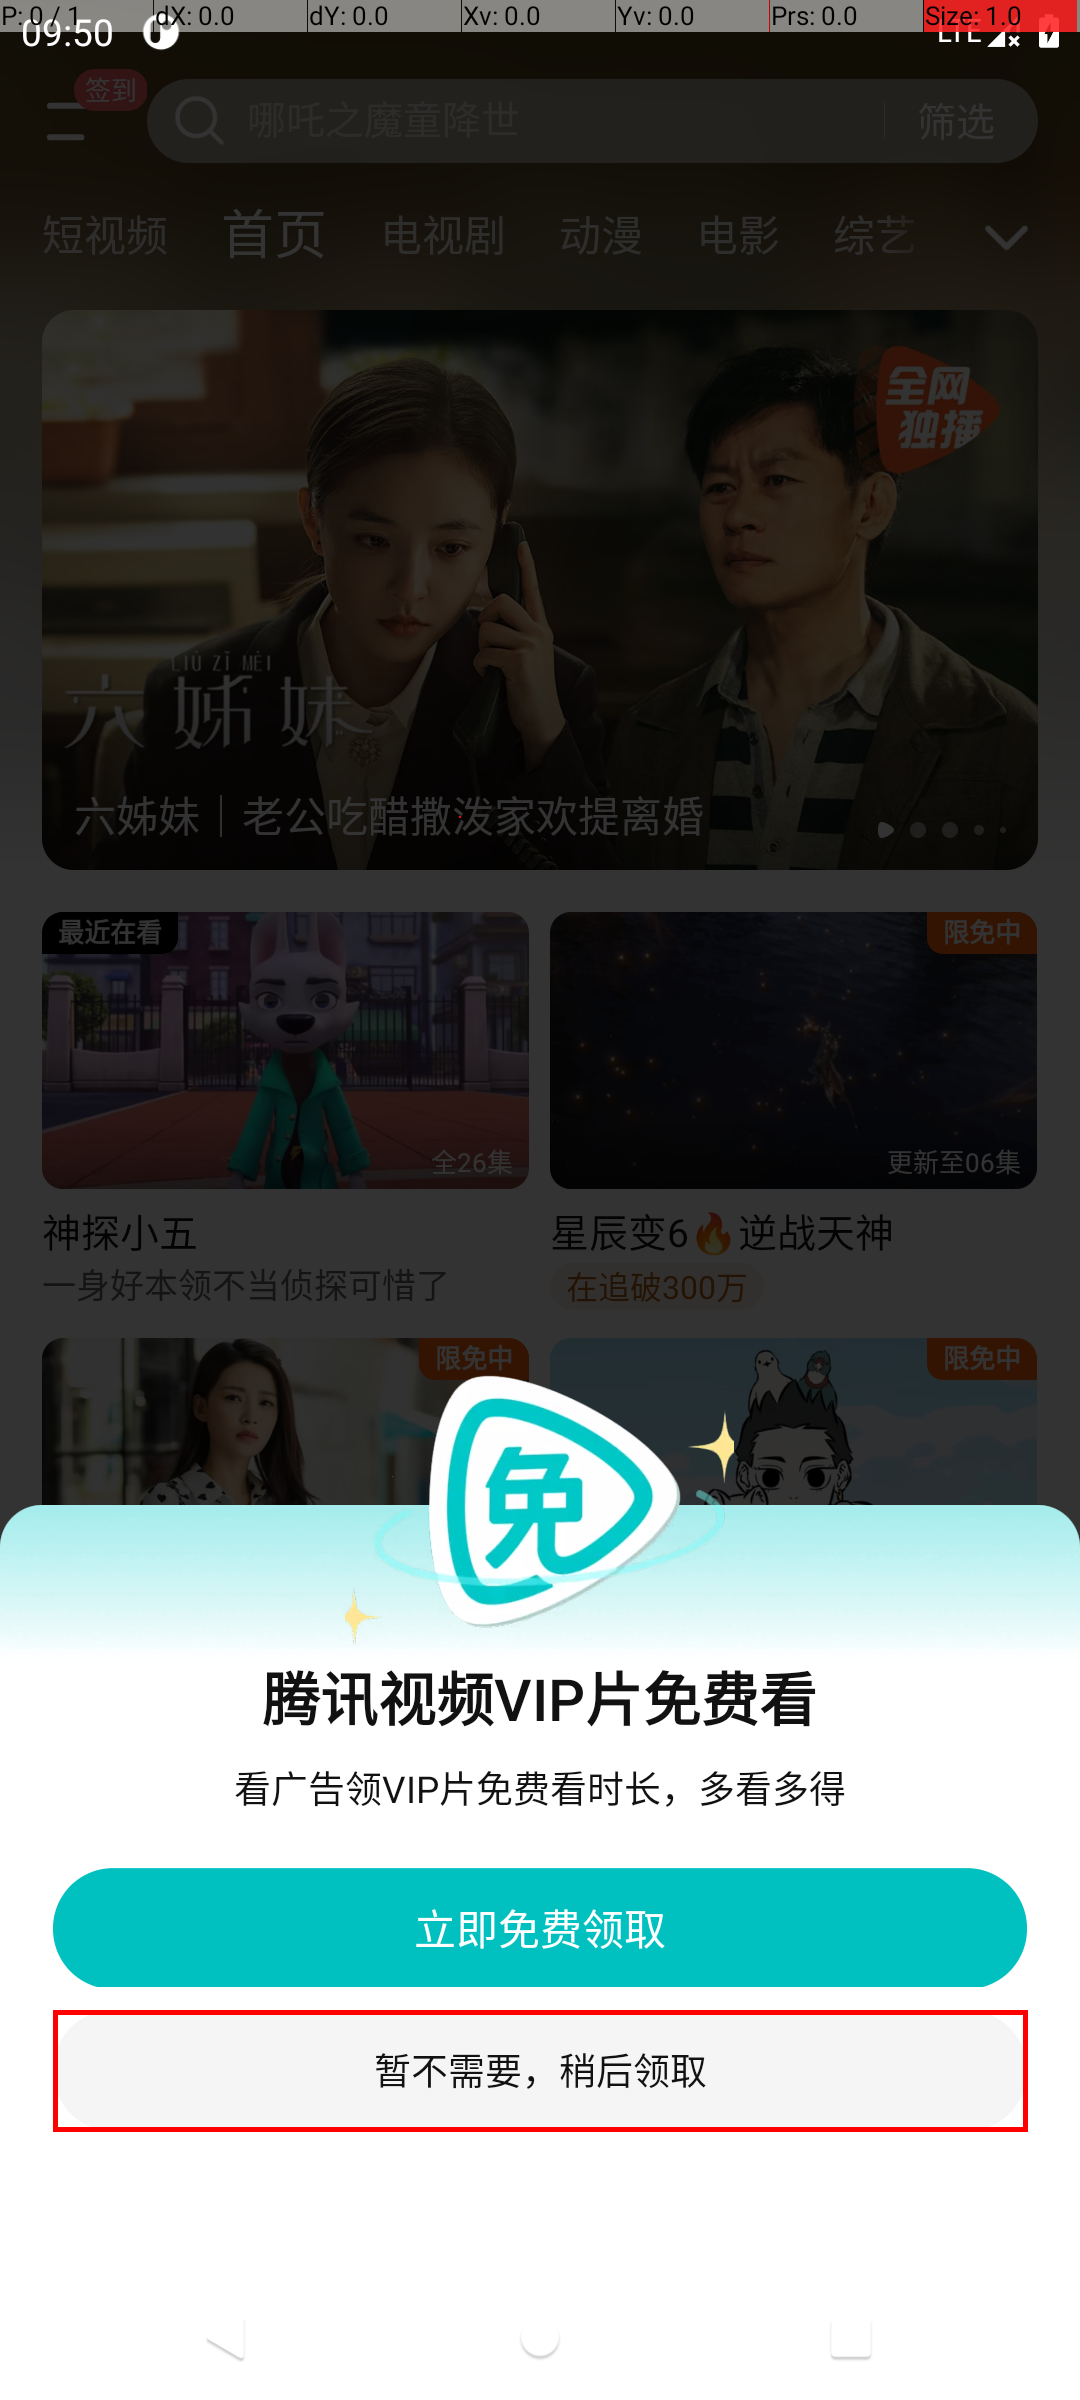 P: 0 / 1 dX: 0.0 dY: 0.0 Xv: 0.0 Yv: 0.0 Prs: 0.0 Size: 1.0
09:50 LTE
签到
哪吒之魔童降世 筛选
短视频 首页 电视剧 动漫 电影 综艺
全网
独播
LIÙ ZǏ MÈI
六姊妹
六姊妹｜老公吃醋撒泼家欢提离婚
最近在看 限免中
全26集 更新至06集
神探小五 星辰变6🔥逆战天神
一身好本领不当侦探可惜了 在追破300万
限免中 限免中
免
腾讯视频VIP片免费看
看广告领VIP片免费看时长，多看多得
立即免费领取
暂不需要，稍后领取